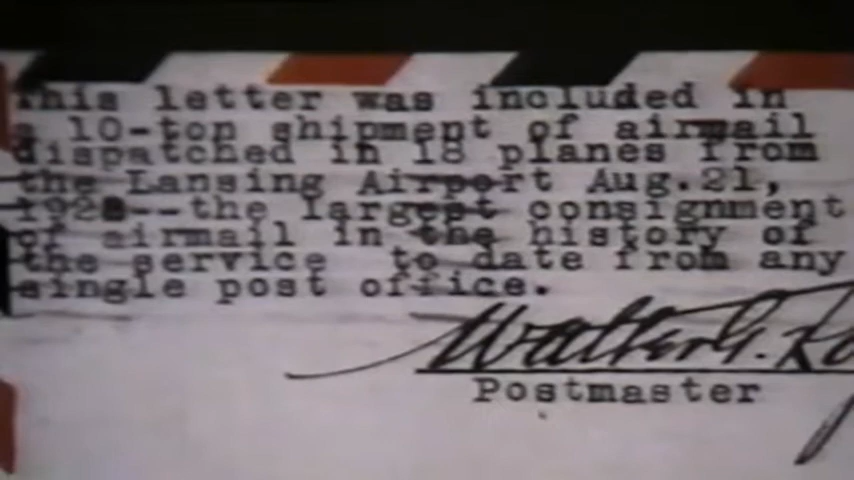 This letter was included in
a 10-ton shipment of airmail
dispatched in 18 planes from
the Lansing Airport Aug.21,
1928--the largest consignment
of airmail in the history of
the service to date from any
single post office.
Walter G.
Postmaster